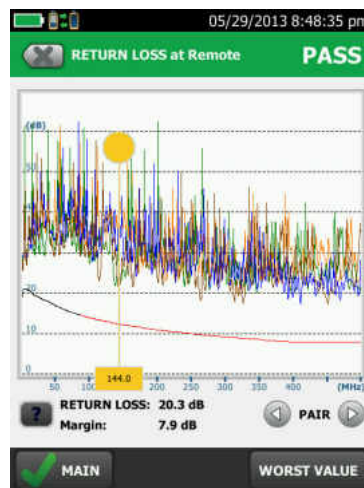 05/29/2013 8:48:35 pm
RETURN LOSS at Remote PASS
(dB)
20
10
0
144.0
50 100 200 250 300 350 400 (MHz)
? RETURN LOSS: 20.3 dB
Margin: 7.9 dB
PAIR
MAIN WORST VALUE